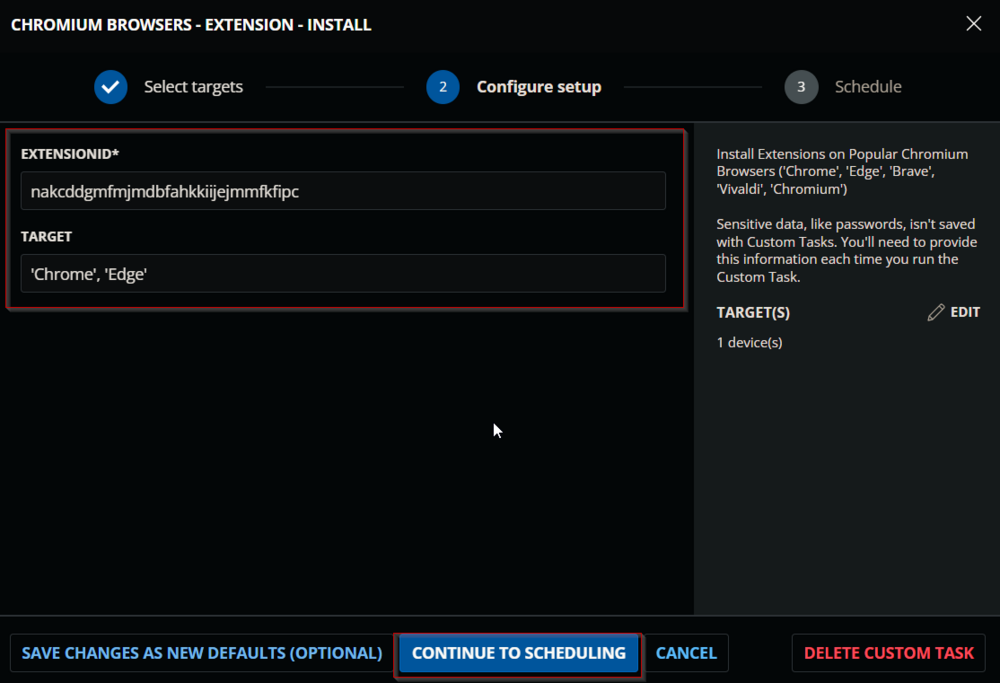 CHROMIUM BROWSERS - EXTENSION - INSTALL
Select targets
2
Configure setup
3
Schedule
EXTENSIONID*
nakcddgmfmjmdbfahkkiijejmmfkfipc
TARGET
'Chrome', 'Edge'
Install Extensions on Popular Chromium
Browsers ('Chrome', 'Edge', 'Brave',
'Vivaldi', 'Chromium')
Sensitive data, like passwords, isn't saved
with Custom Tasks. You'll need to provide
this information each time you run the
Custom Task.
TARGET(S)
EDIT
1 device(s)
SAVE CHANGES AS NEW DEFAULTS (OPTIONAL)
CONTINUE TO SCHEDULING
CANCEL
DELETE CUSTOM TASK